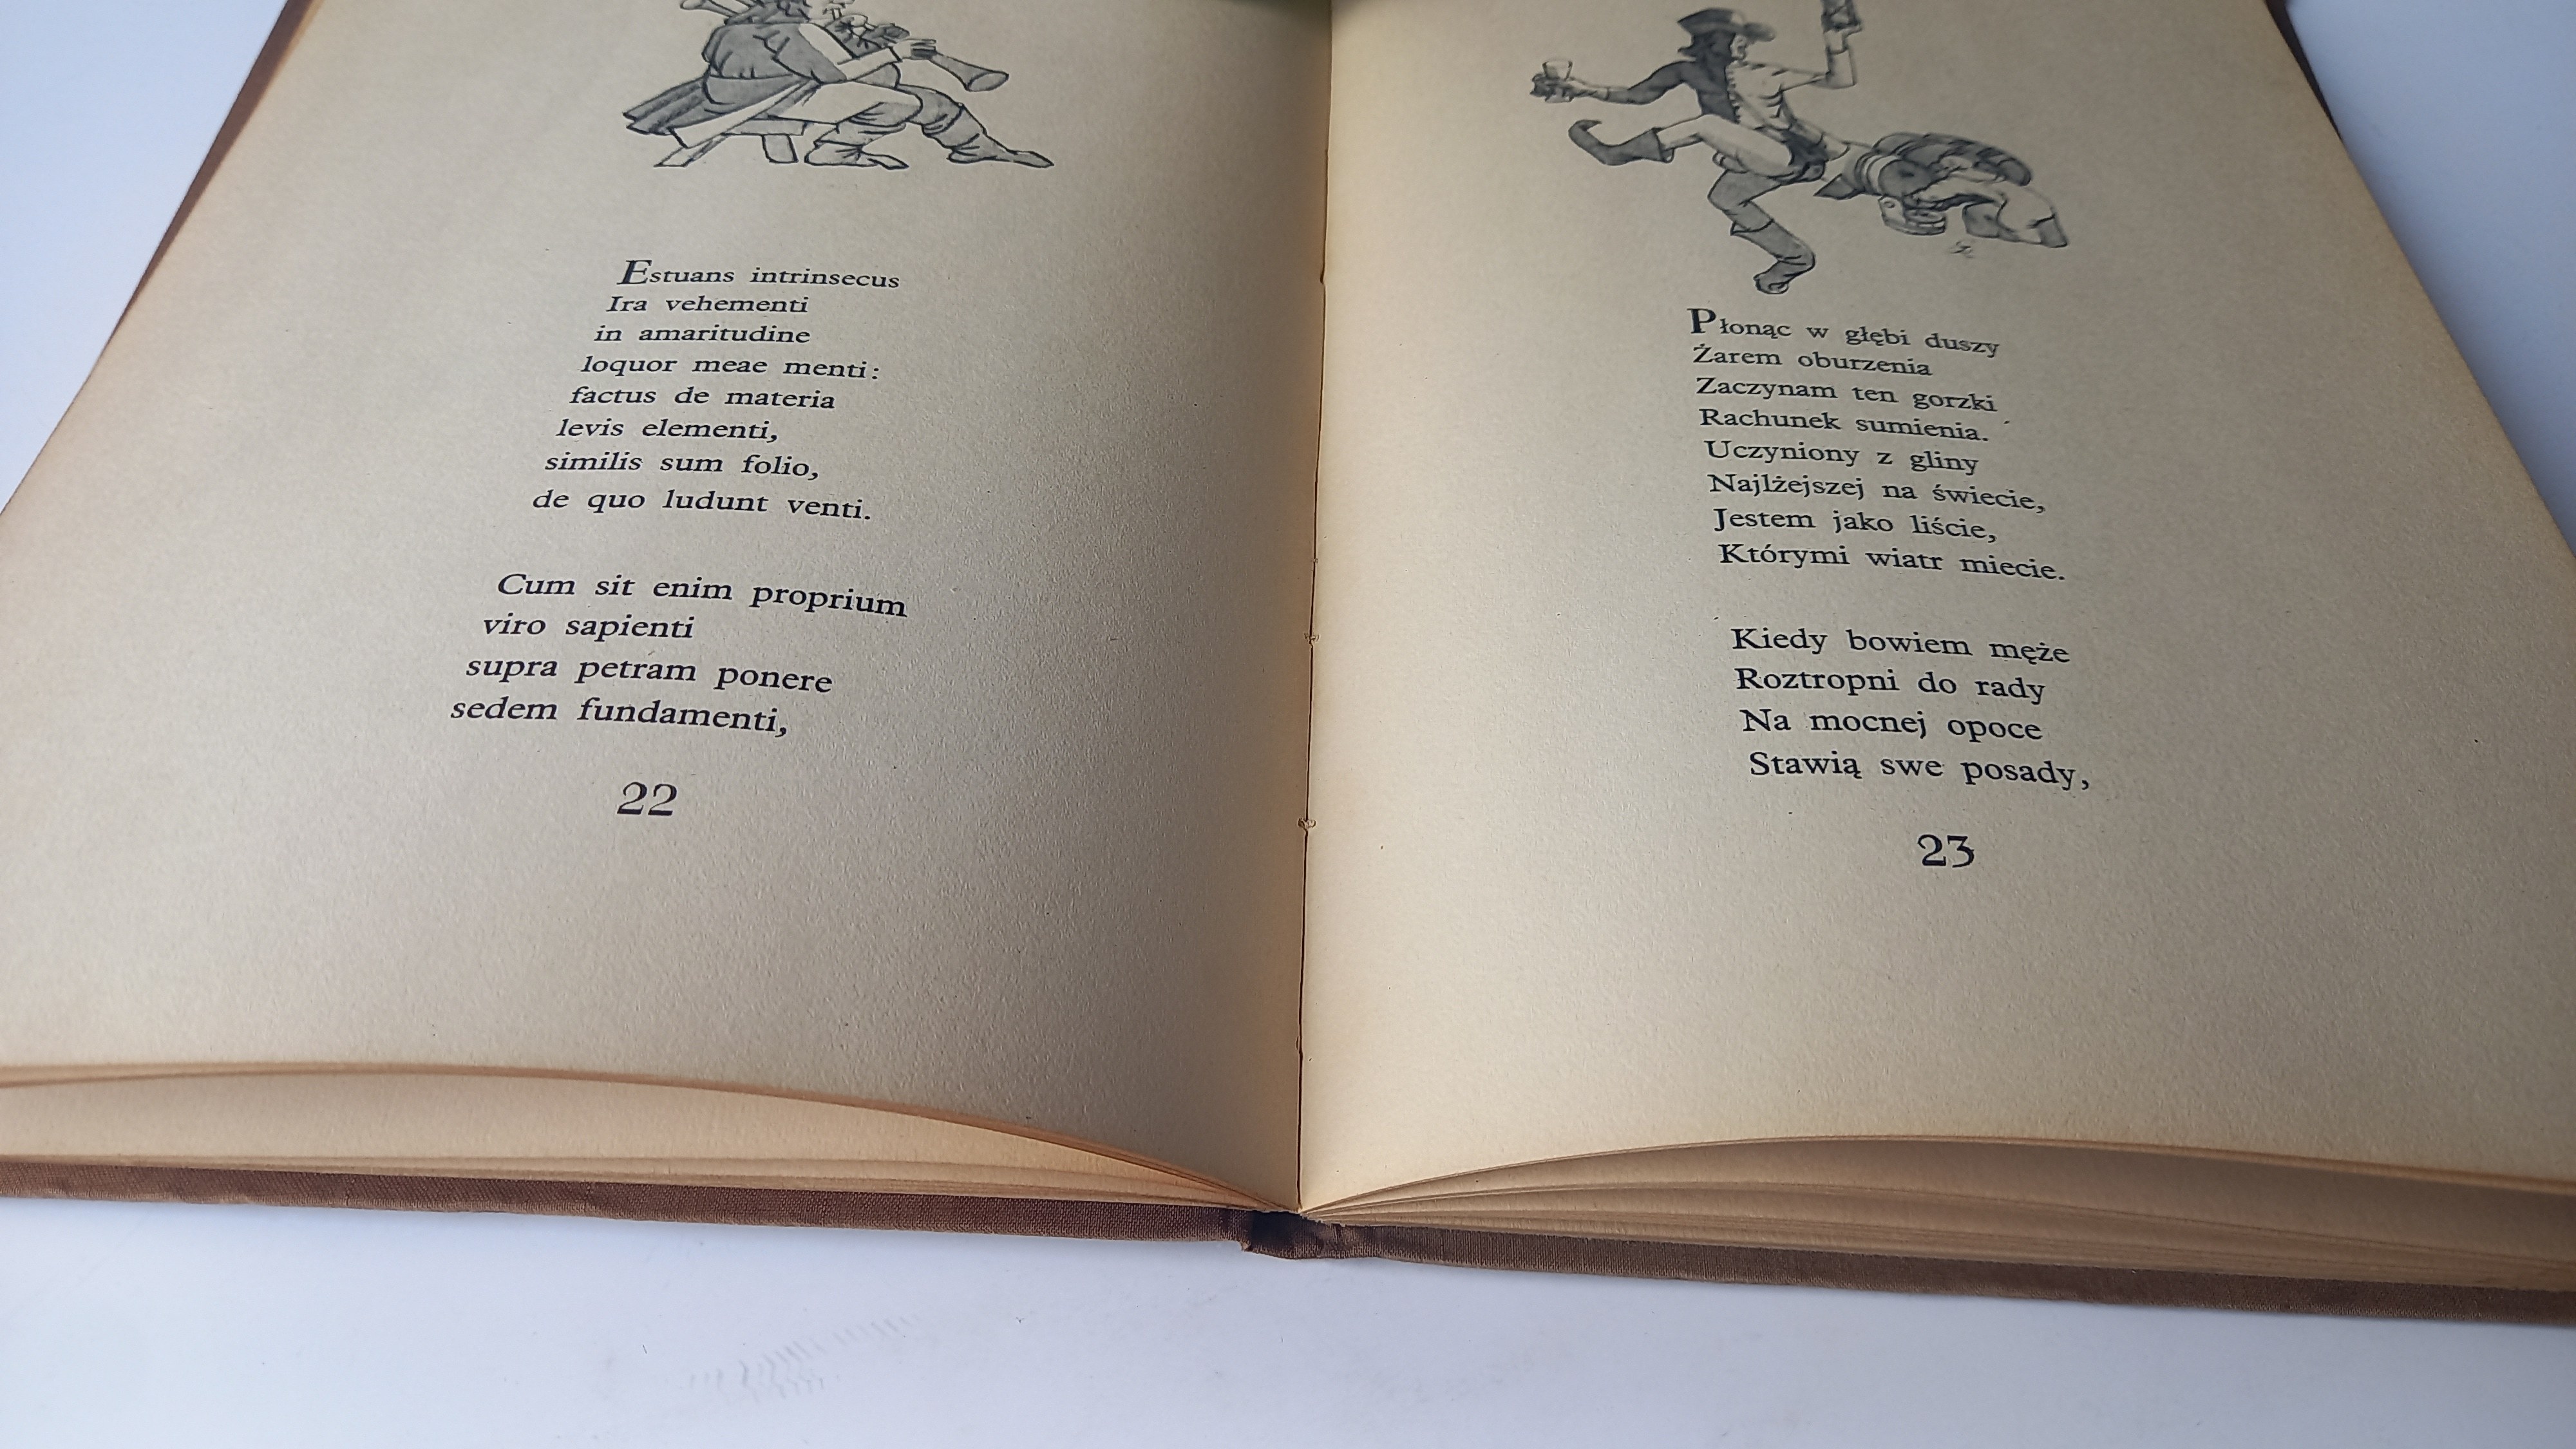 Estuans intrinsecus
Ira vehementi
in amaritudine
loquor meae menti:
factus de materia
levis elementi,
similis sum folio,
de quo ludunt venti.
Cum sit enim proprium
viro sapienti
supra petram ponere
sedem fundamenti,
22
Płonąc w głębi duszy
Żarem oburzenia
Zaczynam ten gorzki
Rachunek sumienia.
Uczyniony z gliny
Najlżejszej na świecie,
Jestem jako liście,
Którymi wiatr miecie.
Kiedy bowiem męże
Roztropni do rady
Na mocnej opoce
Stawią swe posady,
23